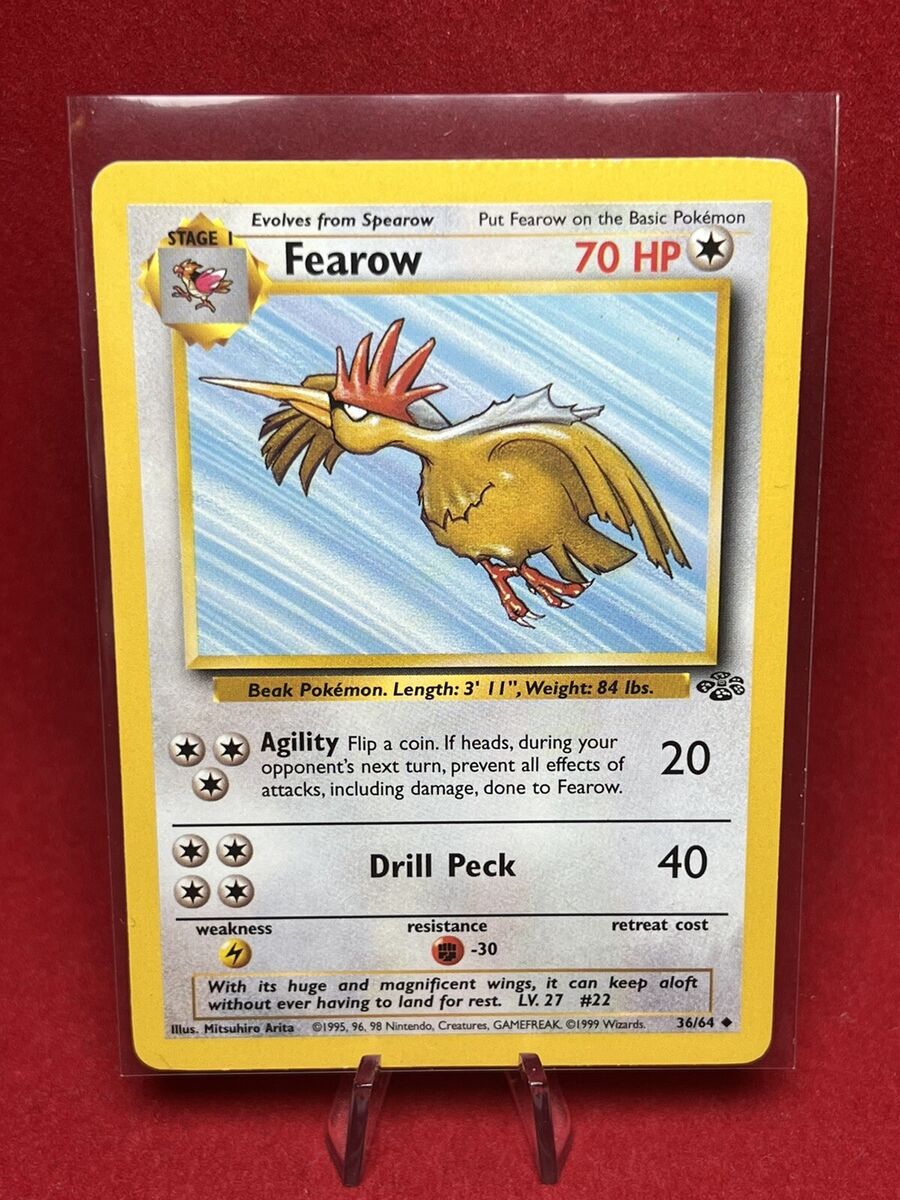 Evolves from Spearow Put Fearow on the Basic Pokémon
STAGE 1
Fearow 70 HP
Beak Pokémon. Length: 3' 11", Weight: 84 lbs.
Agility Flip a coin. If heads, during your
opponent's next turn, prevent all effects of
attacks, including damage, done to Fearow.
20
Drill Peck 40
weakness resistance retreat cost
-30
With its huge and magnificent wings, it can keep aloft
without ever having to land for rest. LV. 27 #22
Illus. Mitsuhiro Arita ©1995, 96, 98 Nintendo, Creatures, GAMEFREAK. ©1999 Wizards. 36/64